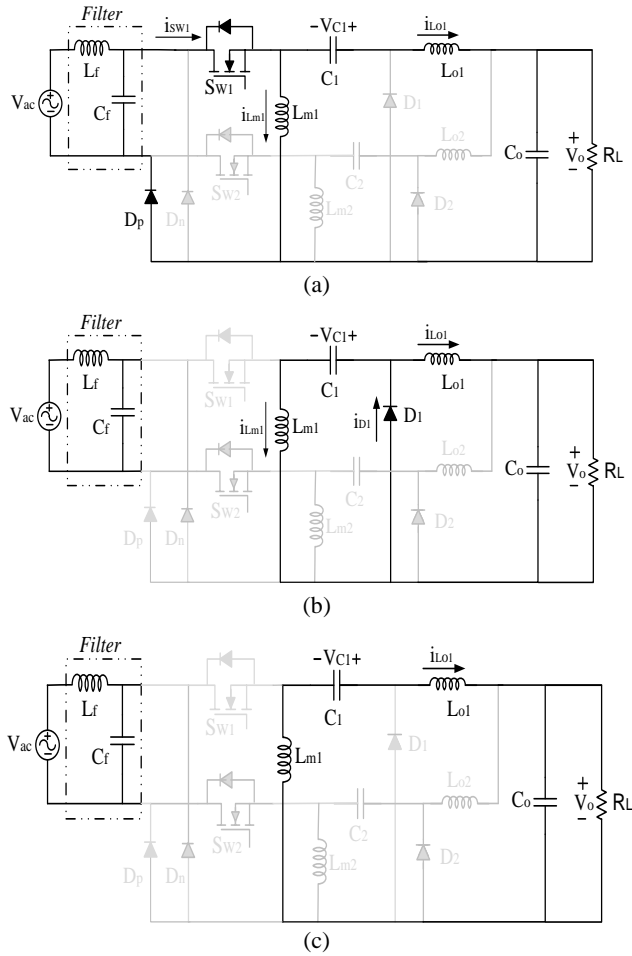 Filter
iSW1
-VC1+
iLo1
Lf
SW1
C1
Lo1
Vac
Cf
iLm1
Lm1
D1
Lo2
SW2
C2
Co
+
Vo
-
RL
Dp
Dn
Lm2
D2
(a)
Filter
-VC1+
iLo1
Lf
SW1
C1
Lo1
Vac
Cf
iLm1
Lm1
iD1
D1
Lo2
SW2
C2
Co
+
Vo
-
RL
Dp
Dn
Lm2
D2
(b)
Filter
-VC1+
iLo1
Lf
SW1
C1
Lo1
Vac
Cf
Lm1
D1
Lo2
SW2
C2
Co
+
Vo
-
RL
Dp
Dn
Lm2
D2
(c)